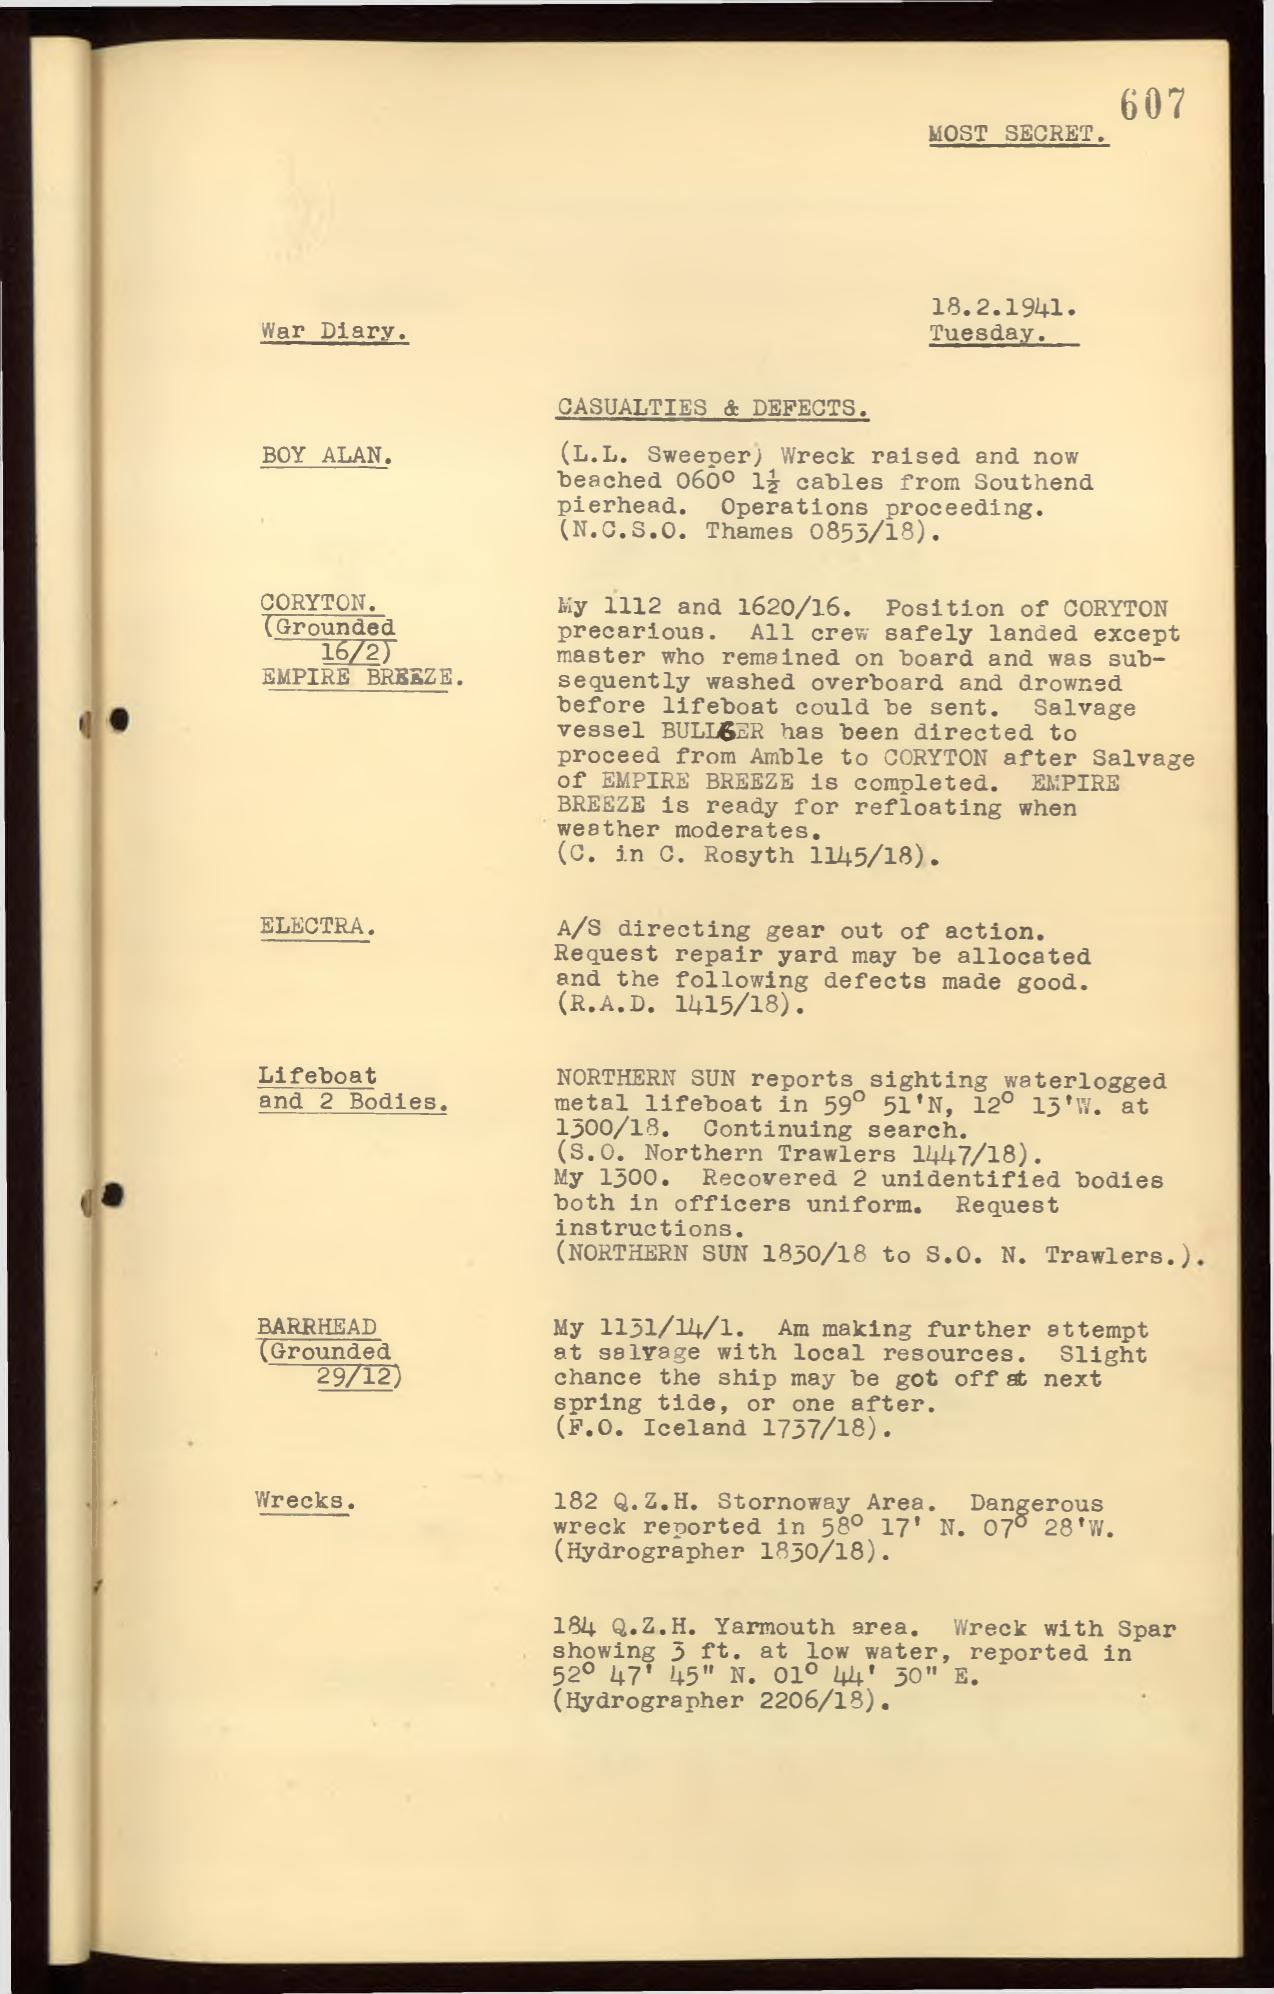 607
MOST SECRET.
18.2.1941.
War Diary.
Tuesday.
CASUALTIES & DEFECTS.
BOY ALAN.
(L.L. Sweeper) Wreck raised and now
beached 060° 1½ cables from Southend
pierhead. Operations proceeding.
(N.C.S.O. Thames 0853/18).
CORYTON.
(Grounded
16/2)
EMPIRE BREEZE.
My 1112 and 1620/16. Position of CORYTON
precarious. All crew safely landed except
master who remained on board and was sub-
sequently washed overboard and drowned
before lifeboat could be sent. Salvage
vessel BULLGER has been directed to
proceed from Amble to CORYTON after Salvage
of EMPIRE BREEZE is completed. EMPIRE
BREEZE is ready for refloating when
weather moderates.
(C. in C. Rosyth 1145/18).
ELECTRA.
A/S directing gear out of action.
Request repair yard may be allocated
and the following defects made good.
(R.A.D. 1415/18).
Lifeboat
and 2 Bodies.
NORTHERN SUN reports sighting waterlogged
metal lifeboat in 59° 51'N, 12° 13'W. at
1300/18. Continuing search.
(S.O. Northern Trawlers 1447/18).
My 1300. Recovered 2 unidentified bodies
both in officers uniform. Request
instructions.
(NORTHERN SUN 1830/18 to S.O. N. Trawlers.).
BARRHEAD
(Grounded
29/12)
My 1131/14/1. Am making further attempt
at salvage with local resources. Slight
chance the ship may be got off at next
spring tide, or one after.
(F.O. Iceland 1737/18).
Wrecks.
182 Q.Z.H. Stornoway Area. Dangerous
wreck reported in 58° 17' N. 07° 28'W.
(Hydrographer 1830/18).
184 Q.Z.H. Yarmouth area. Wreck with Spar
showing 3 ft. at low water, reported in
52° 47' 45" N. 01° 44' 30" E.
(Hydrographer 2206/18).